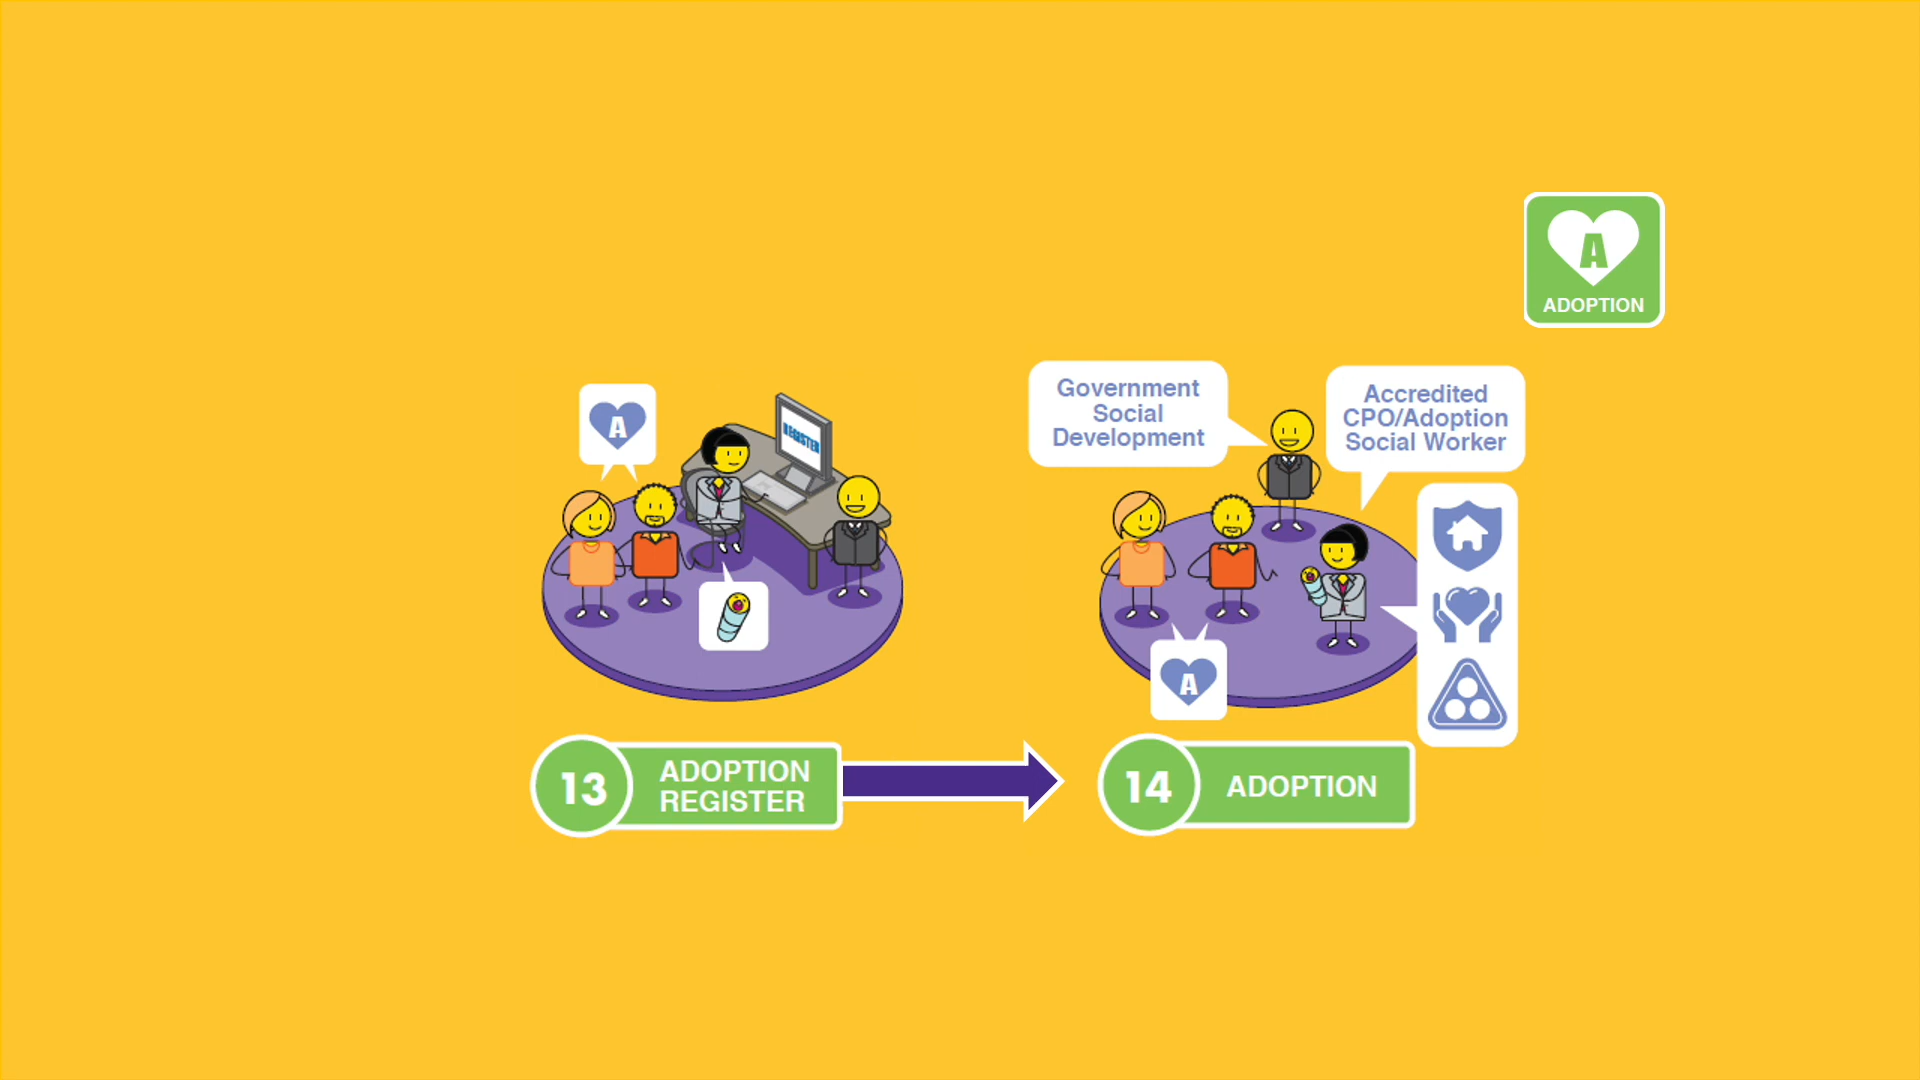 A
ADOPTION
A
REGISTER
Government
Social
Development
Accredited
CPO/Adoption
Social Worker
A
13
ADOPTION
REGISTER
14
ADOPTION